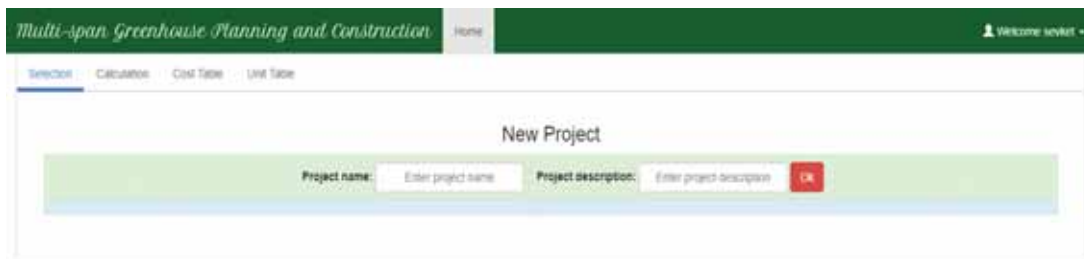 Multi-span Greenhouse Planning and Construction Home Welcome sevket
Selection Calculation Cost Table Unit Table
New Project
Project name: Enter project name Project description: Enter project description Ok